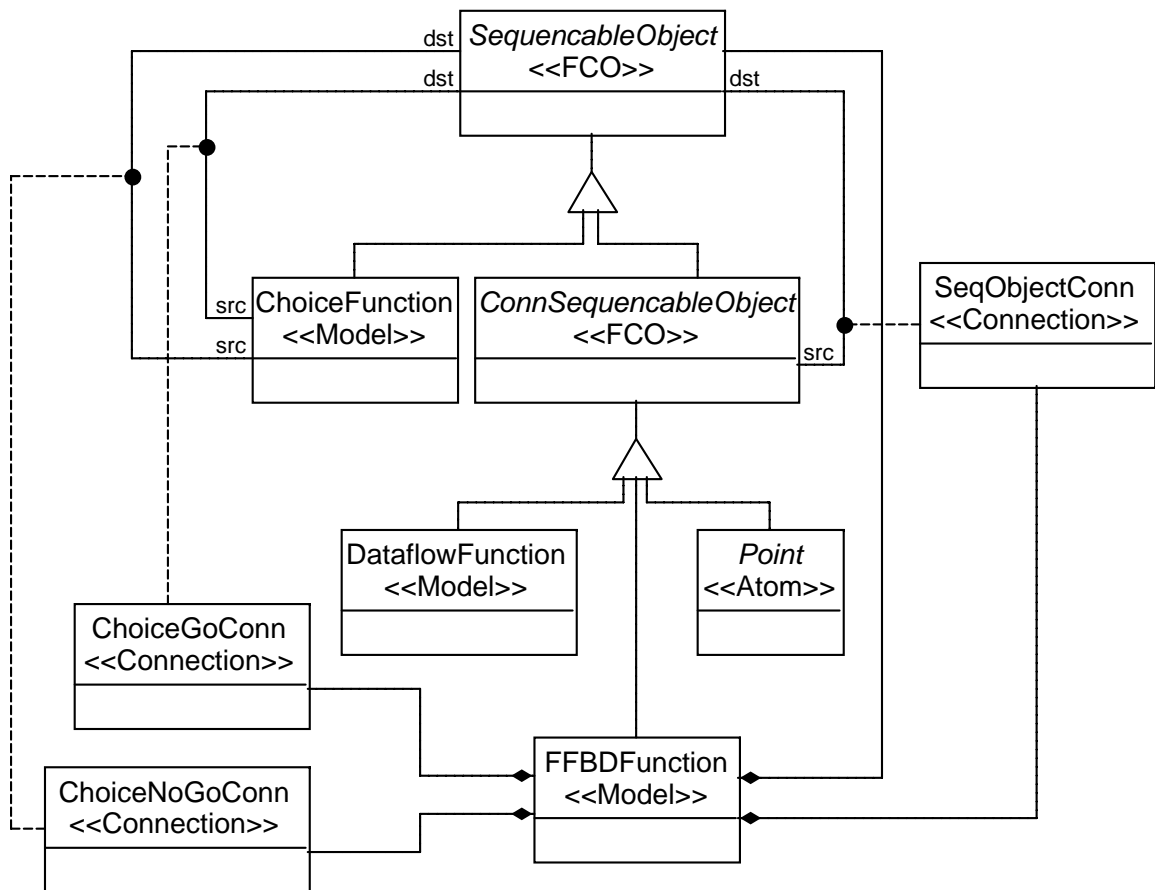 dst
SequencableObject
<<FCO>>
dst
dst
src
ChoiceFunction
<<Model>>
src
ConnSequencableObject
<<FCO>>
src
SeqObjectConn
<<Connection>>
DataflowFunction
<<Model>>
Point
<<Atom>>
ChoiceGoConn
<<Connection>>
FFBDFunction
<<Model>>
ChoiceNoGoConn
<<Connection>>